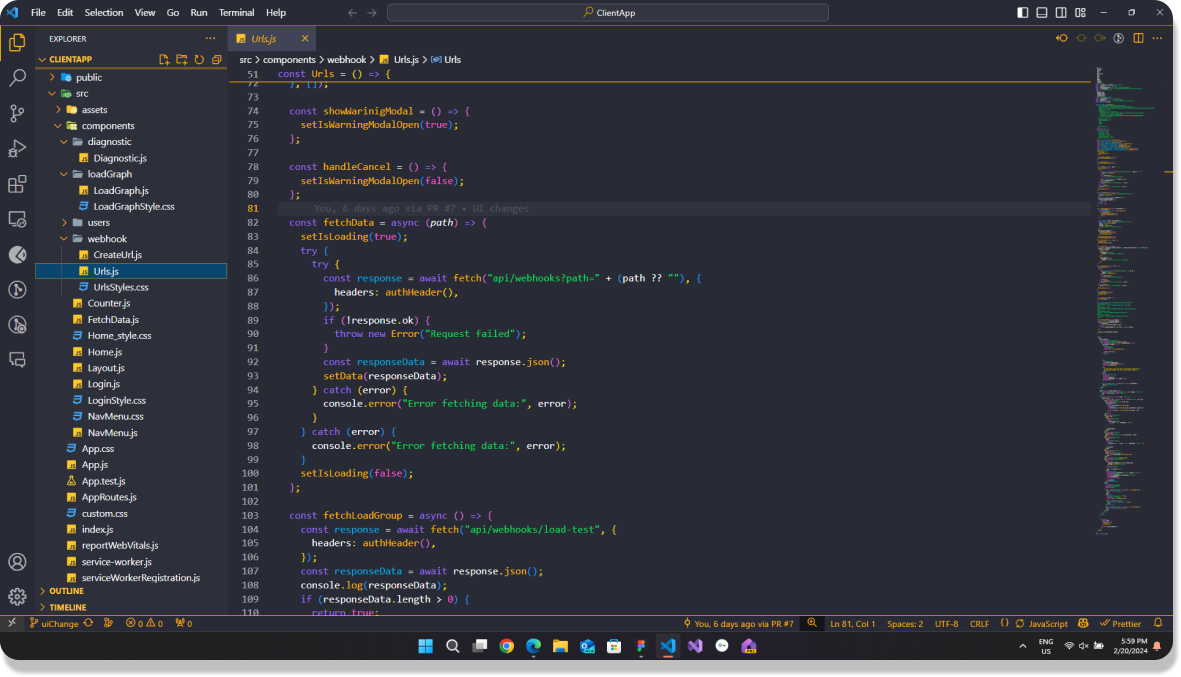 File Edit Selection View Go Run Terminal Help
ClientApp
EXPLORER
Urls.js
CLIENTAPP
public
src
assets
components
diagnostic
Diagnostic.js
loadGraph
LoadGraph.js
LoadGraphStyle.css
users
webhook
CreateUrl.js
Urls.js
UrlsStyles.css
Counter.js
FetchData.js
Home_style.css
Home.js
Layout.js
Login.js
LoginStyle.css
NavMenu.css
NavMenu.js
App.css
App.js
App.test.js
AppRoutes.js
custom.css
index.js
reportWebVitals.js
service-worker.js
serviceWorkerRegistration.js
OUTLINE
TIMELINE
src > components > webhook > Urls.js > Urls
51 const Urls = () => {
72 }, []);
73
74 const showWarinigModal = () => {
75 setIsWarningModalOpen(true);
76 };
77
78 const handleCancel = () => {
79 setIsWarningModalOpen(false);
80 };
81 You, 6 days ago via PR #7 • UI changes
82 const fetchData = async (path) => {
83 setIsLoading(true);
84 try {
85 try {
86 const response = await fetch("api/webhooks?path=" + (path ?? ""), {
87 headers: authHeader(),
88 });
89 if (!response.ok) {
90 throw new Error("Request failed");
91 }
92 const responseData = await response.json();
93 setData(responseData);
94 } catch (error) {
95 console.error("Error fetching data:", error);
96 }
97 } catch (error) {
98 console.error("Error fetching data:", error);
99 }
100 setIsLoading(false);
101 };
102
103 const fetchLoadGroup = async () => {
104 const response = await fetch("api/webhooks/load-test", {
105 headers: authHeader(),
106 });
107 const responseData = await response.json();
108 console.log(responseData);
109 if (responseData.length > 0) {
110 return true;
uiChange 0 0 0 You, 6 days ago via PR #7 Ln 81, Col 1 Spaces: 2 UTF-8 CRLF {} JavaScript Prettier
ENG
US
5:59 PM
2/20/2024